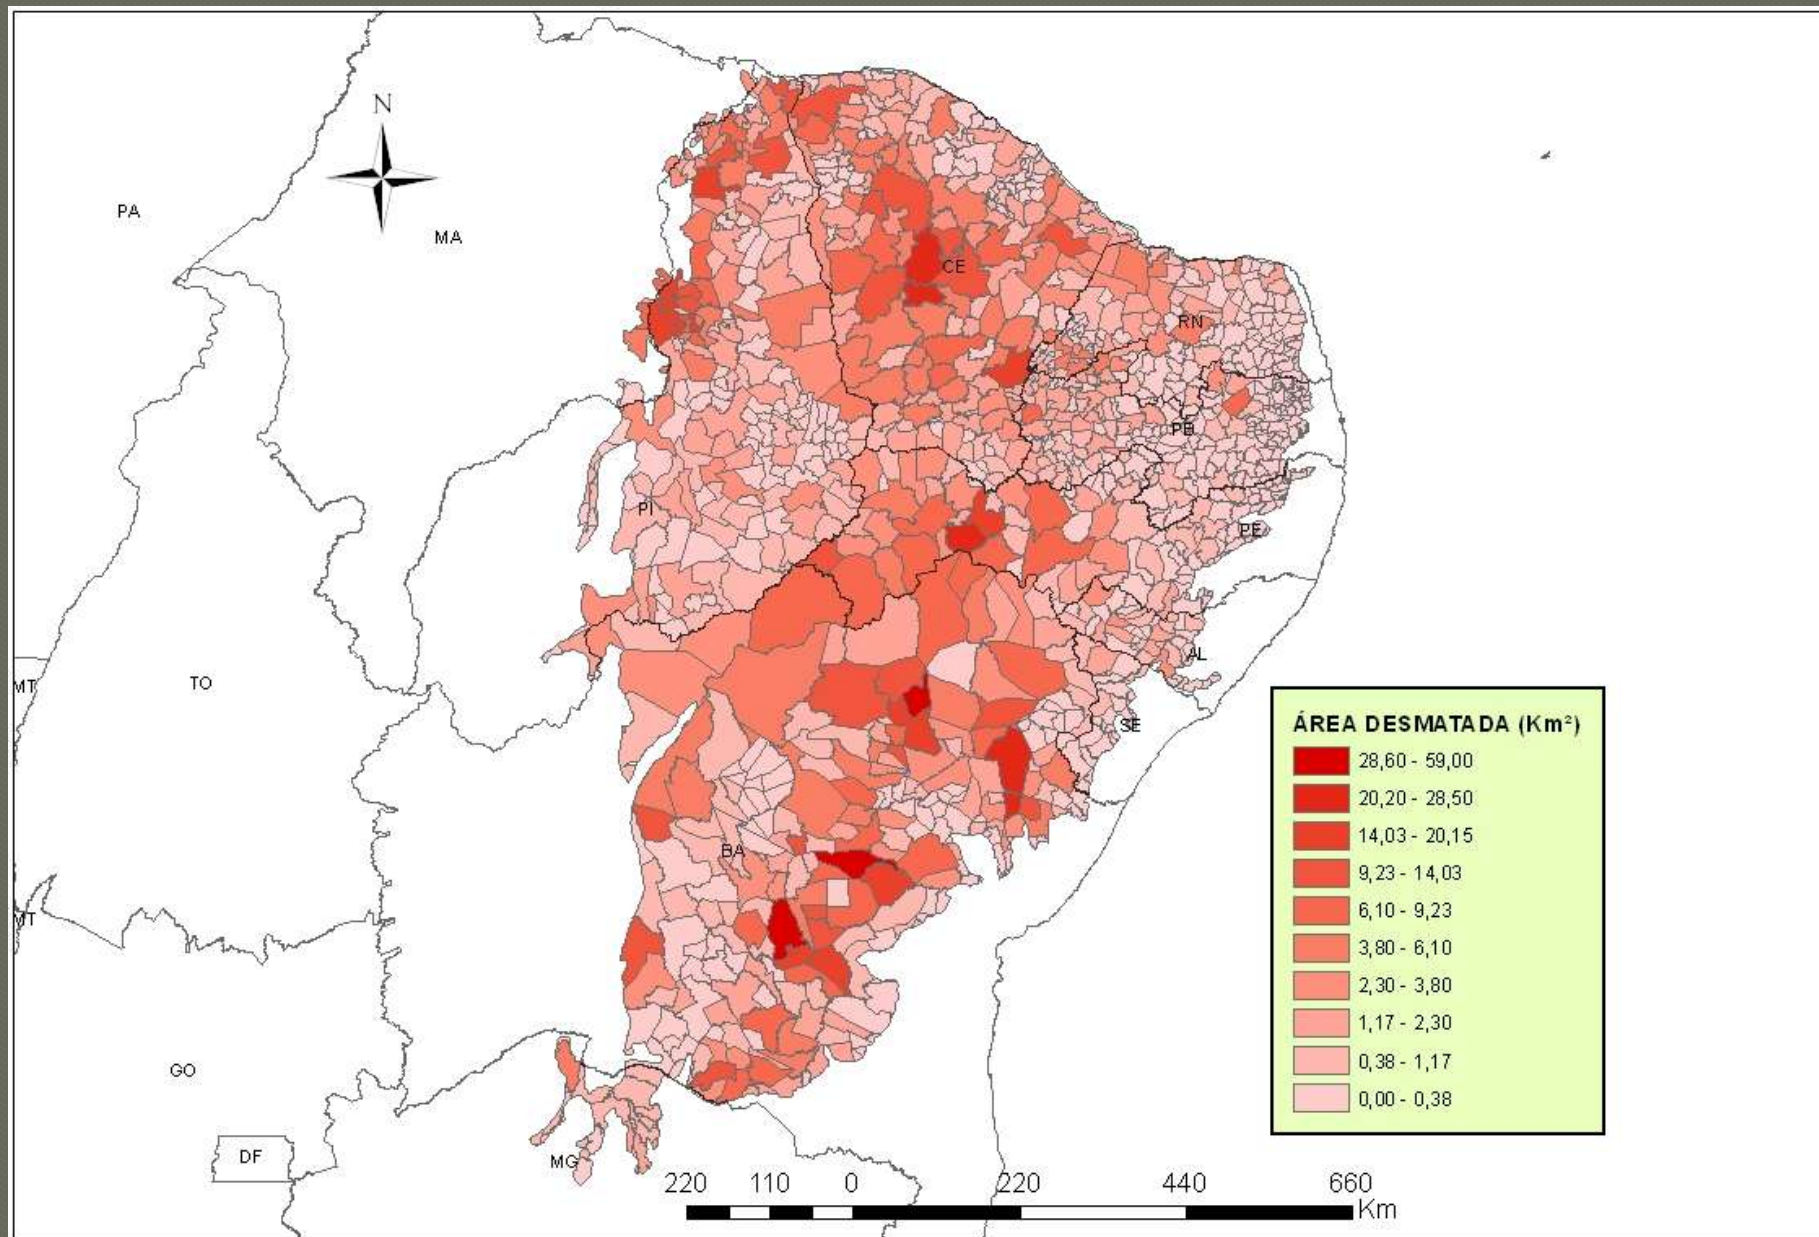 N
PA
MA
CE
RN
PB
PI
PE
TO
AL
MT
SE
BA
MT
GO
DF
MG
ÁREA DESMATADA (Km²)
28,60 - 59,00
20,20 - 28,50
14,03 - 20,15
9,23 - 14,03
6,10 - 9,23
3,80 - 6,10
2,30 - 3,80
1,17 - 2,30
0,38 - 1,17
0,00 - 0,38
220 110 0 220 440 660
Km